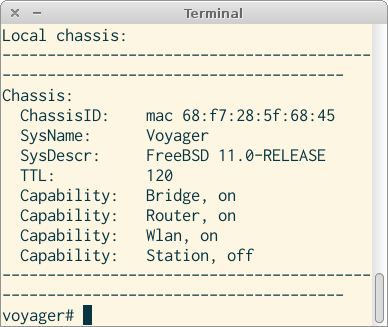 Terminal
Local chassis:
-------------------------------------
----------------------------------
Chassis:
  ChassisID:    mac 68:f7:28:5f:68:45
  SysName:      Voyager
  SysDescr:     FreeBSD 11.0-RELEASE
  TTL:          120
  Capability:   Bridge, on
  Capability:   Router, on
  Capability:   Wlan, on
  Capability:   Station, off
-------------------------------------
----------------------------------
voyager#